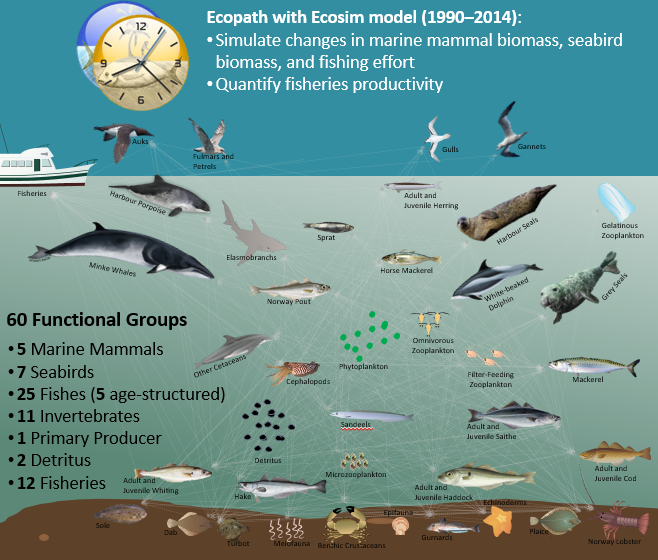 Ecopath with Ecosim model (1990–2014):
•Simulate changes in marine mammal biomass, seabird
biomass, and fishing effort
•Quantify fisheries productivity
12
3
6
9
Auks
Fulmars and
Petrels
Gulls
Gannets
Fisheries
Harbour Porpoise
Adult and
Juvenile Herring
Harbour Seals
Gelatinous
Zooplankton
Sprat
Elasmobranchs
Minke Whales
Horse Mackerel
White-beaked
Dolphin
Grey Seals
Norway Pout
60 Functional Groups
•5 Marine Mammals
•7 Seabirds
•25 Fishes (5 age-structured)
•11 Invertebrates
•1 Primary Producer
•2 Detritus
•12 Fisheries
Other Cetaceans
Cephalopods
Phytoplankton
Omnivorous
Zooplankton
Filter-Feeding
Zooplankton
Mackerel
Detritus
Sandeels
Adult and
Juvenile Saithe
Microzooplankton
Adult and
Juvenile Cod
Adult and
Juvenile Whiting
Hake
Adult and
Juvenile Haddock
Echinoderms
Sole
Dab
Turbot
Meiofauna
Benthic Crustaceans
Epifauna
Gurnards
Plaice
Norway Lobster